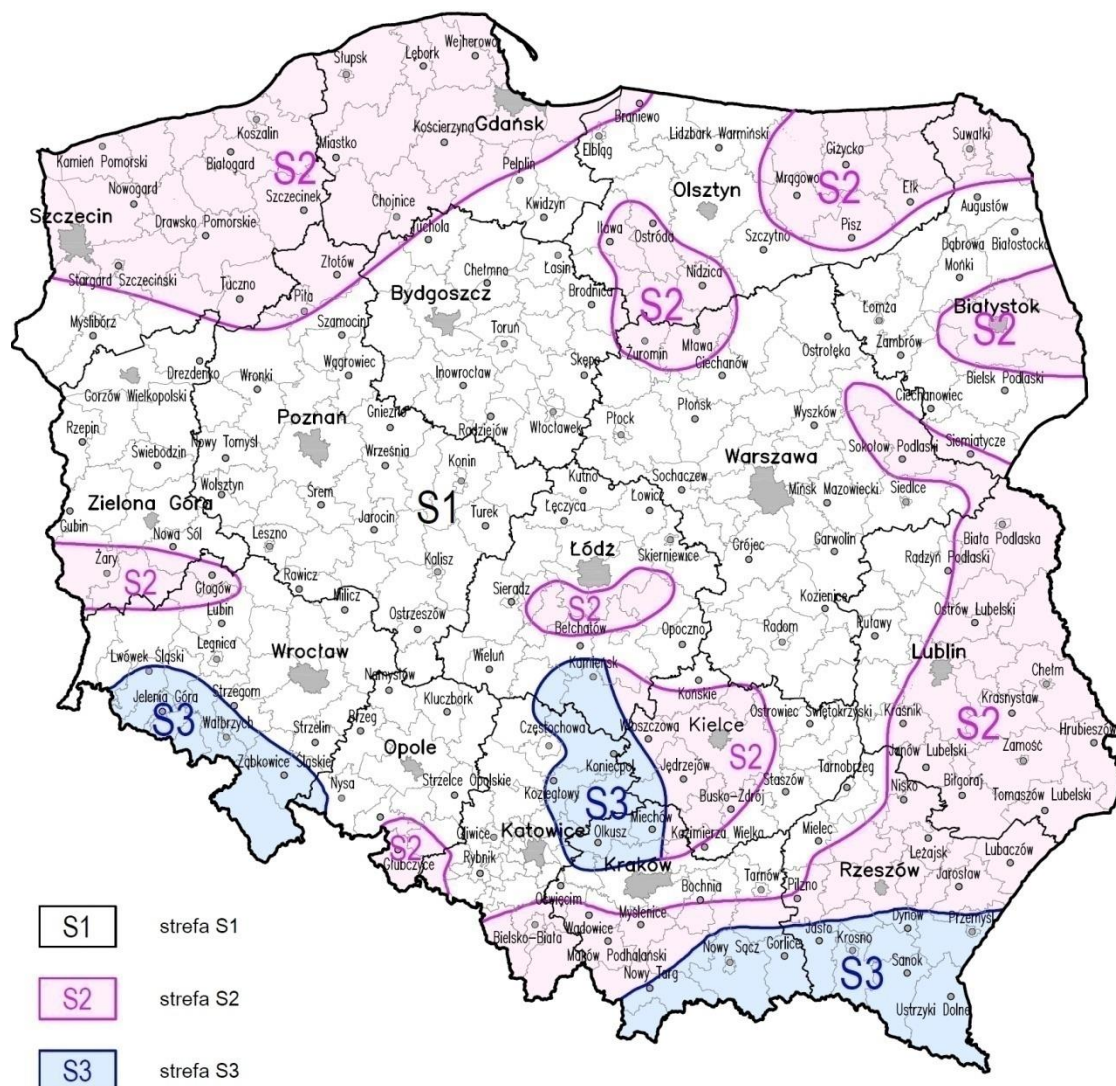 Wejherowo
Lębork
Słupsk
Koszalin
Kościerzyna
Gdańsk
Braniewo
Lidzbark Warmiński
Elbląg
Suwałki
Giżycko
Kamień Pomorski
Białogard
Miastko
S2
Pelplin
Mrągowo
S2
Ełk
Nowogard
Szczecinek
Olsztyn
Szczecin
Drawsko Pomorskie
Chojnice
Kwidzyn
Iława
Ostróda
Szczytno
Pisz
Augustów
Tuchola
Dąbrowa Białostocka
Stargard Szczeciński
Złotów
Chełmno
Łasin
Nidzica
Mońki
Tuczno
Piła
Bydgoszcz
Brodnica
S2
Łomża
Białystok
S2
Myślibórz
Szamocin
Toruń
Żuromin
Mława
Ostrołęka
Zambrów
Drezdenko
Wronki
Wągrowiec
Inowrocław
Skępe
Ciechanów
Bielsk Podlaski
Gorzów Wielkopolski
Ciechanowiec
Rzepin
Poznań
Gniezno
Radziejów
Włocławek
Płock
Płońsk
Wyszków
Świebodzin
Nowy Tomyśl
Września
Sokołów Podlaski
Siemiatycze
Konin
Warszawa
Wolsztyn
Kutno
Sochaczew
Zielona Góra
Śrem
S1
Łowicz
Mińsk Mazowiecki
Siedlce
Gubin
Nowa Sól
Leszno
Jarocin
Turek
Łęczyca
Biała Podlaska
Łódź
Skierniewice
Grójec
Garwolin
Radzyń Podlaski
Żary
S2
Głogów
Rawicz
Milicz
Kalisz
Sieradz
S2
Kozienice
Lubin
Ostrzeszów
Bełchatów
Opoczno
Radom
Puławy
Ostrów Lubelski
Legnica
Wrocław
Wieluń
Kamieńsk
Lublin
Lwówek Śląski
Namysłów
Chełm
Jelenia Góra
S3
Strzegom
Kluczbork
Końskie
Ostrowiec Świętokrzyski
Kraśnik
Krasnystaw
Wałbrzych
Brzeg
Częstochowa
Włoszczowa
Kielce
S2
S2
Hrubieszów
Strzelin
Opole
Koniecpol
Jędrzejów
Staszów
Tarnobrzeg
Janów Lubelski
Zamość
Ząbkowice Śląskie
Nysa
Strzelce Opolskie
Koziegłowy
S3
Busko-Zdrój
Nisko
Biłgoraj
Tomaszów Lubelski
S2
Głubczyce
Gliwice
Katowice
Olkusz
Miechów
Kazimierza Wielka
Mielec
Leżajsk
Lubaczów
Rybnik
Kraków
Tarnów
Rzeszów
Oświęcim
Bochnia
Pilzno
Jarosław
Bielsko-Biała
Wadowice
Myślenice
Dynów
Przemyśl
Maków Podhalański
Nowy Sącz
Gorlice
Jasło
Krosno
Nowy Targ
S3
Sanok
Ustrzyki Dolne
S1 strefa S1
S2 strefa S2
S3 strefa S3